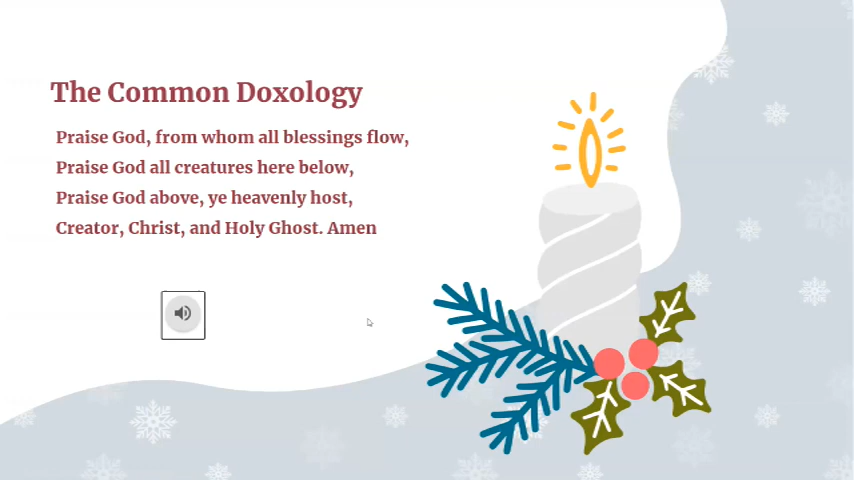 The Common Doxology
Praise God, from whom all blessings flow,
Praise God all creatures here below,
Praise God above, ye heavenly host,
Creator, Christ, and Holy Ghost. Amen